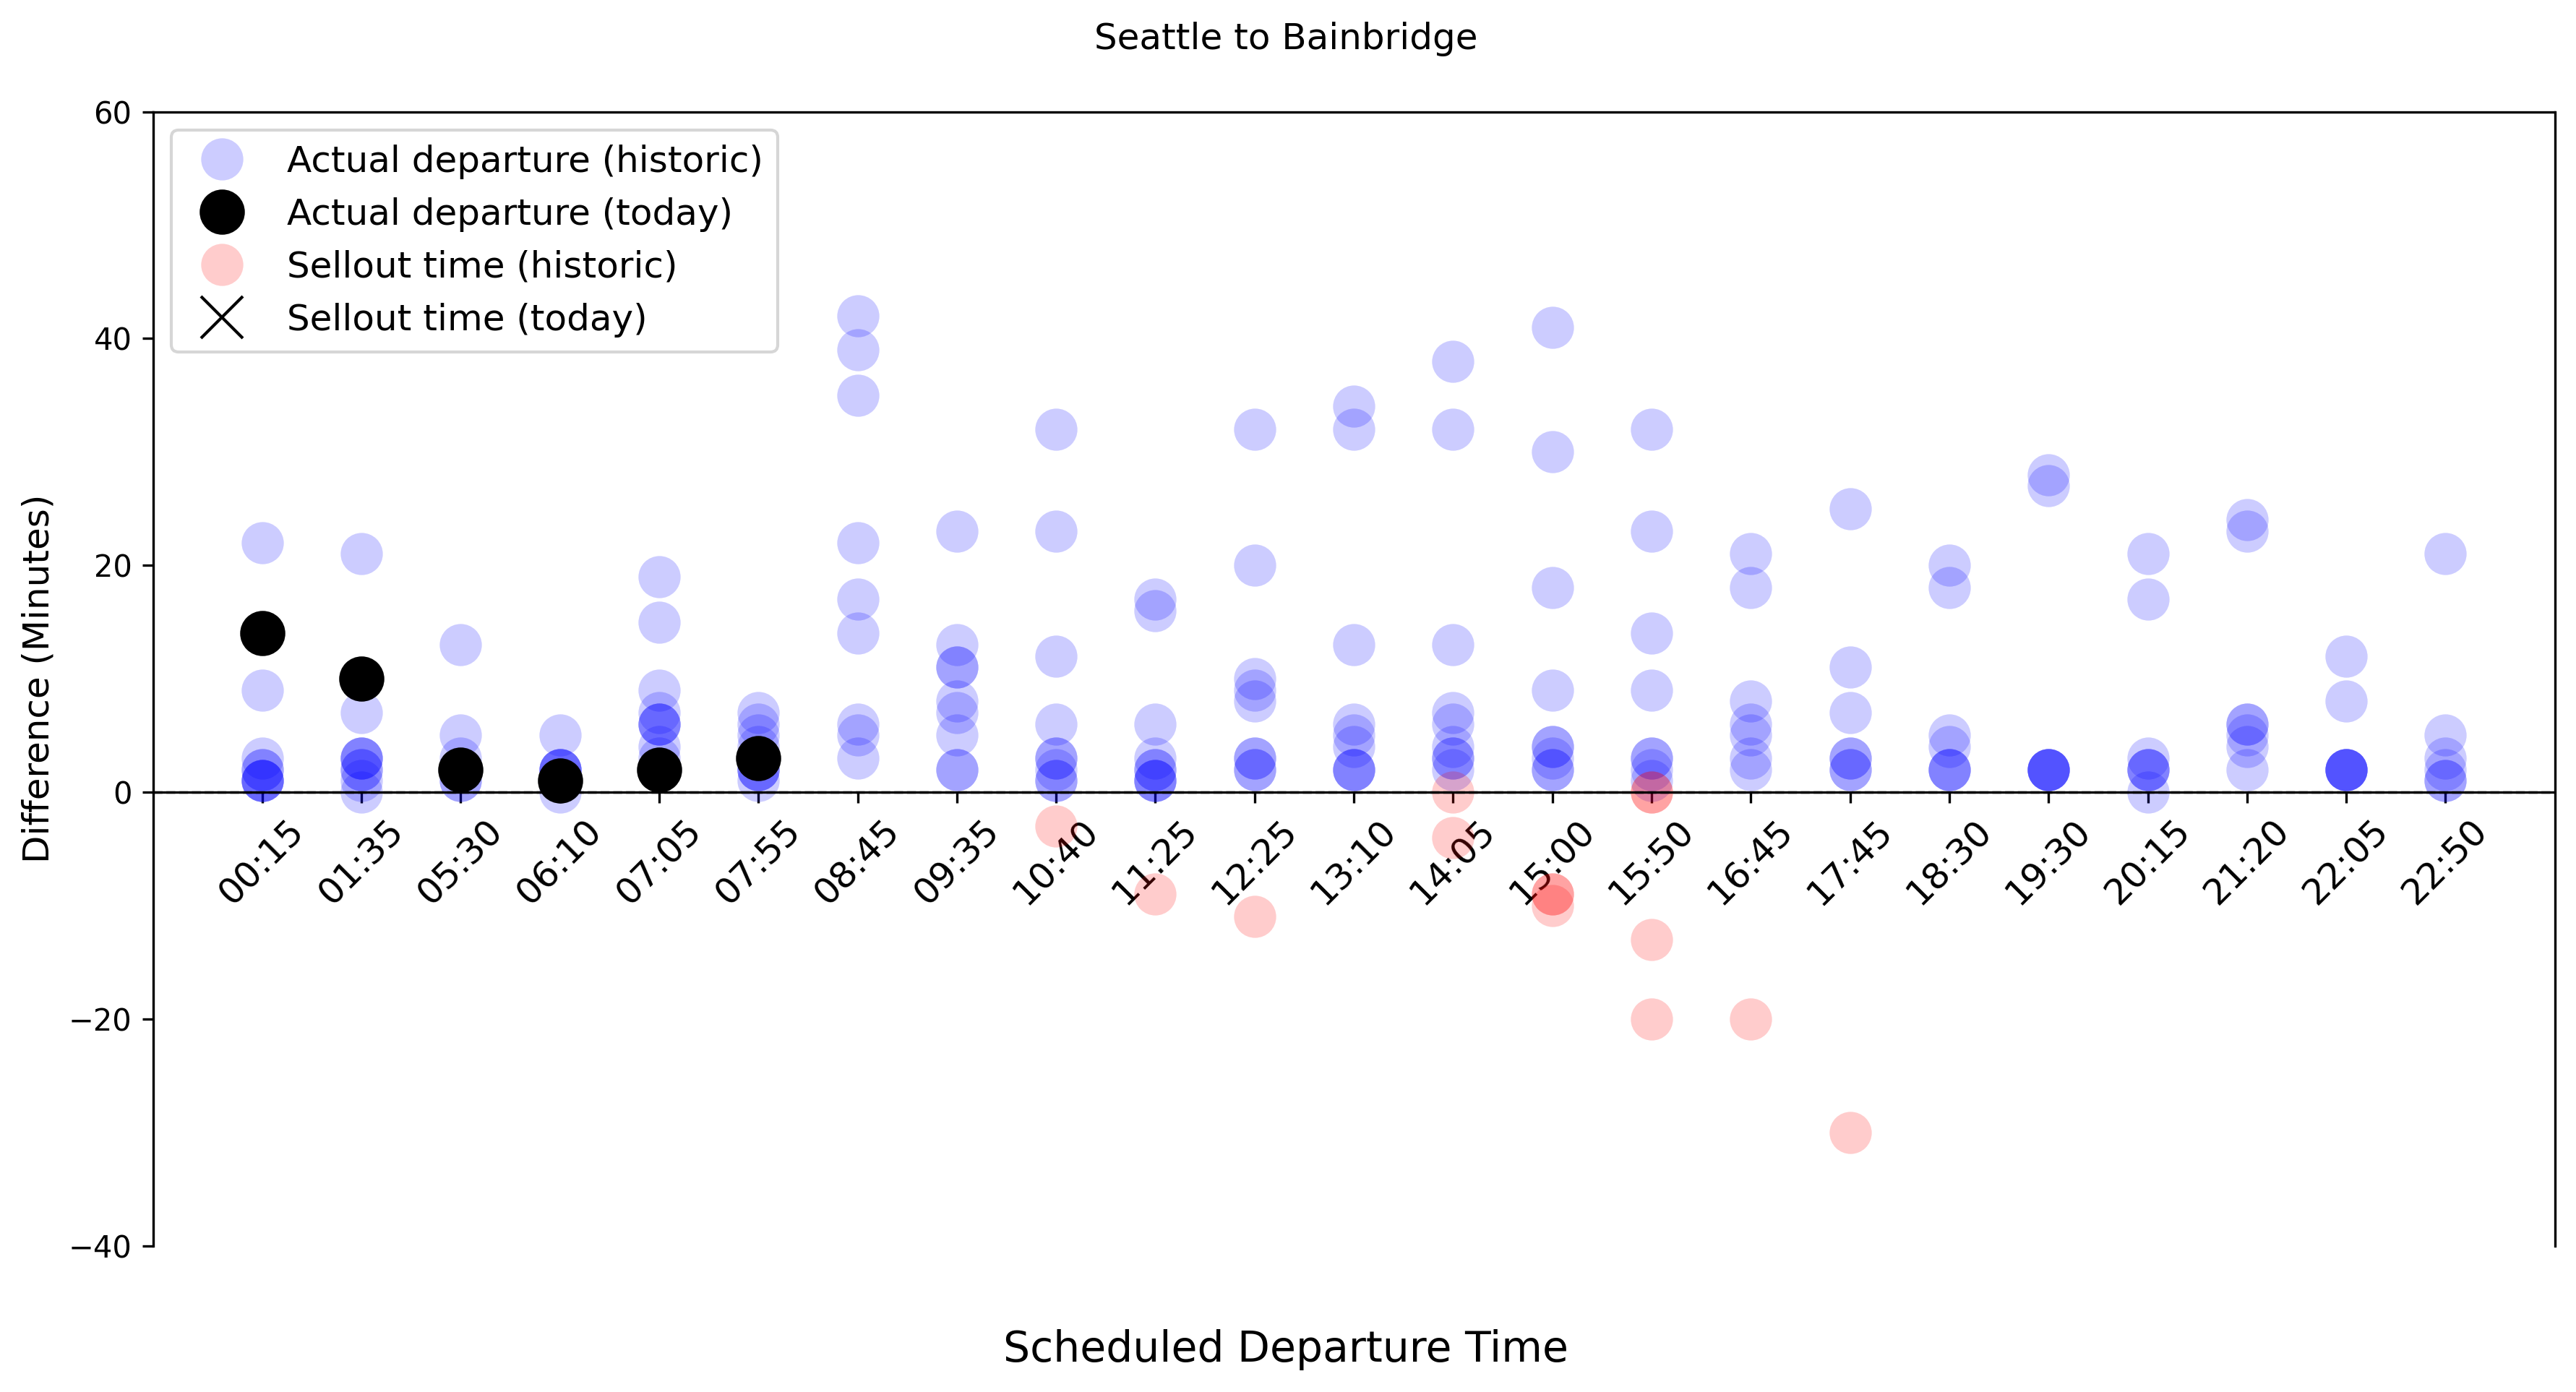 Seattle to Bainbridge
60
40
20
0
−20
−40
Difference (Minutes)
Actual departure (historic)
Actual departure (today)
Sellout time (historic)
Sellout time (today)
00:15 01:35 05:30 06:10 07:05 07:55 08:45 09:35 10:40 11:25 12:25 13:10 14:05 15:00 15:50 16:45 17:45 18:30 19:30 20:15 21:20 22:05 22:50
Scheduled Departure Time